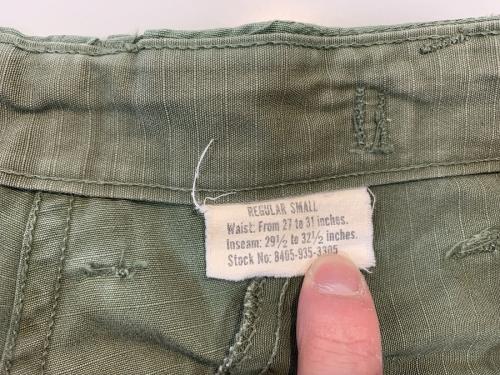 REGULAR SMALL
Waist: From 27 to 31 inches.
Inseam: 29½ to 32½ inches.
Stock No: 8405-935-3305